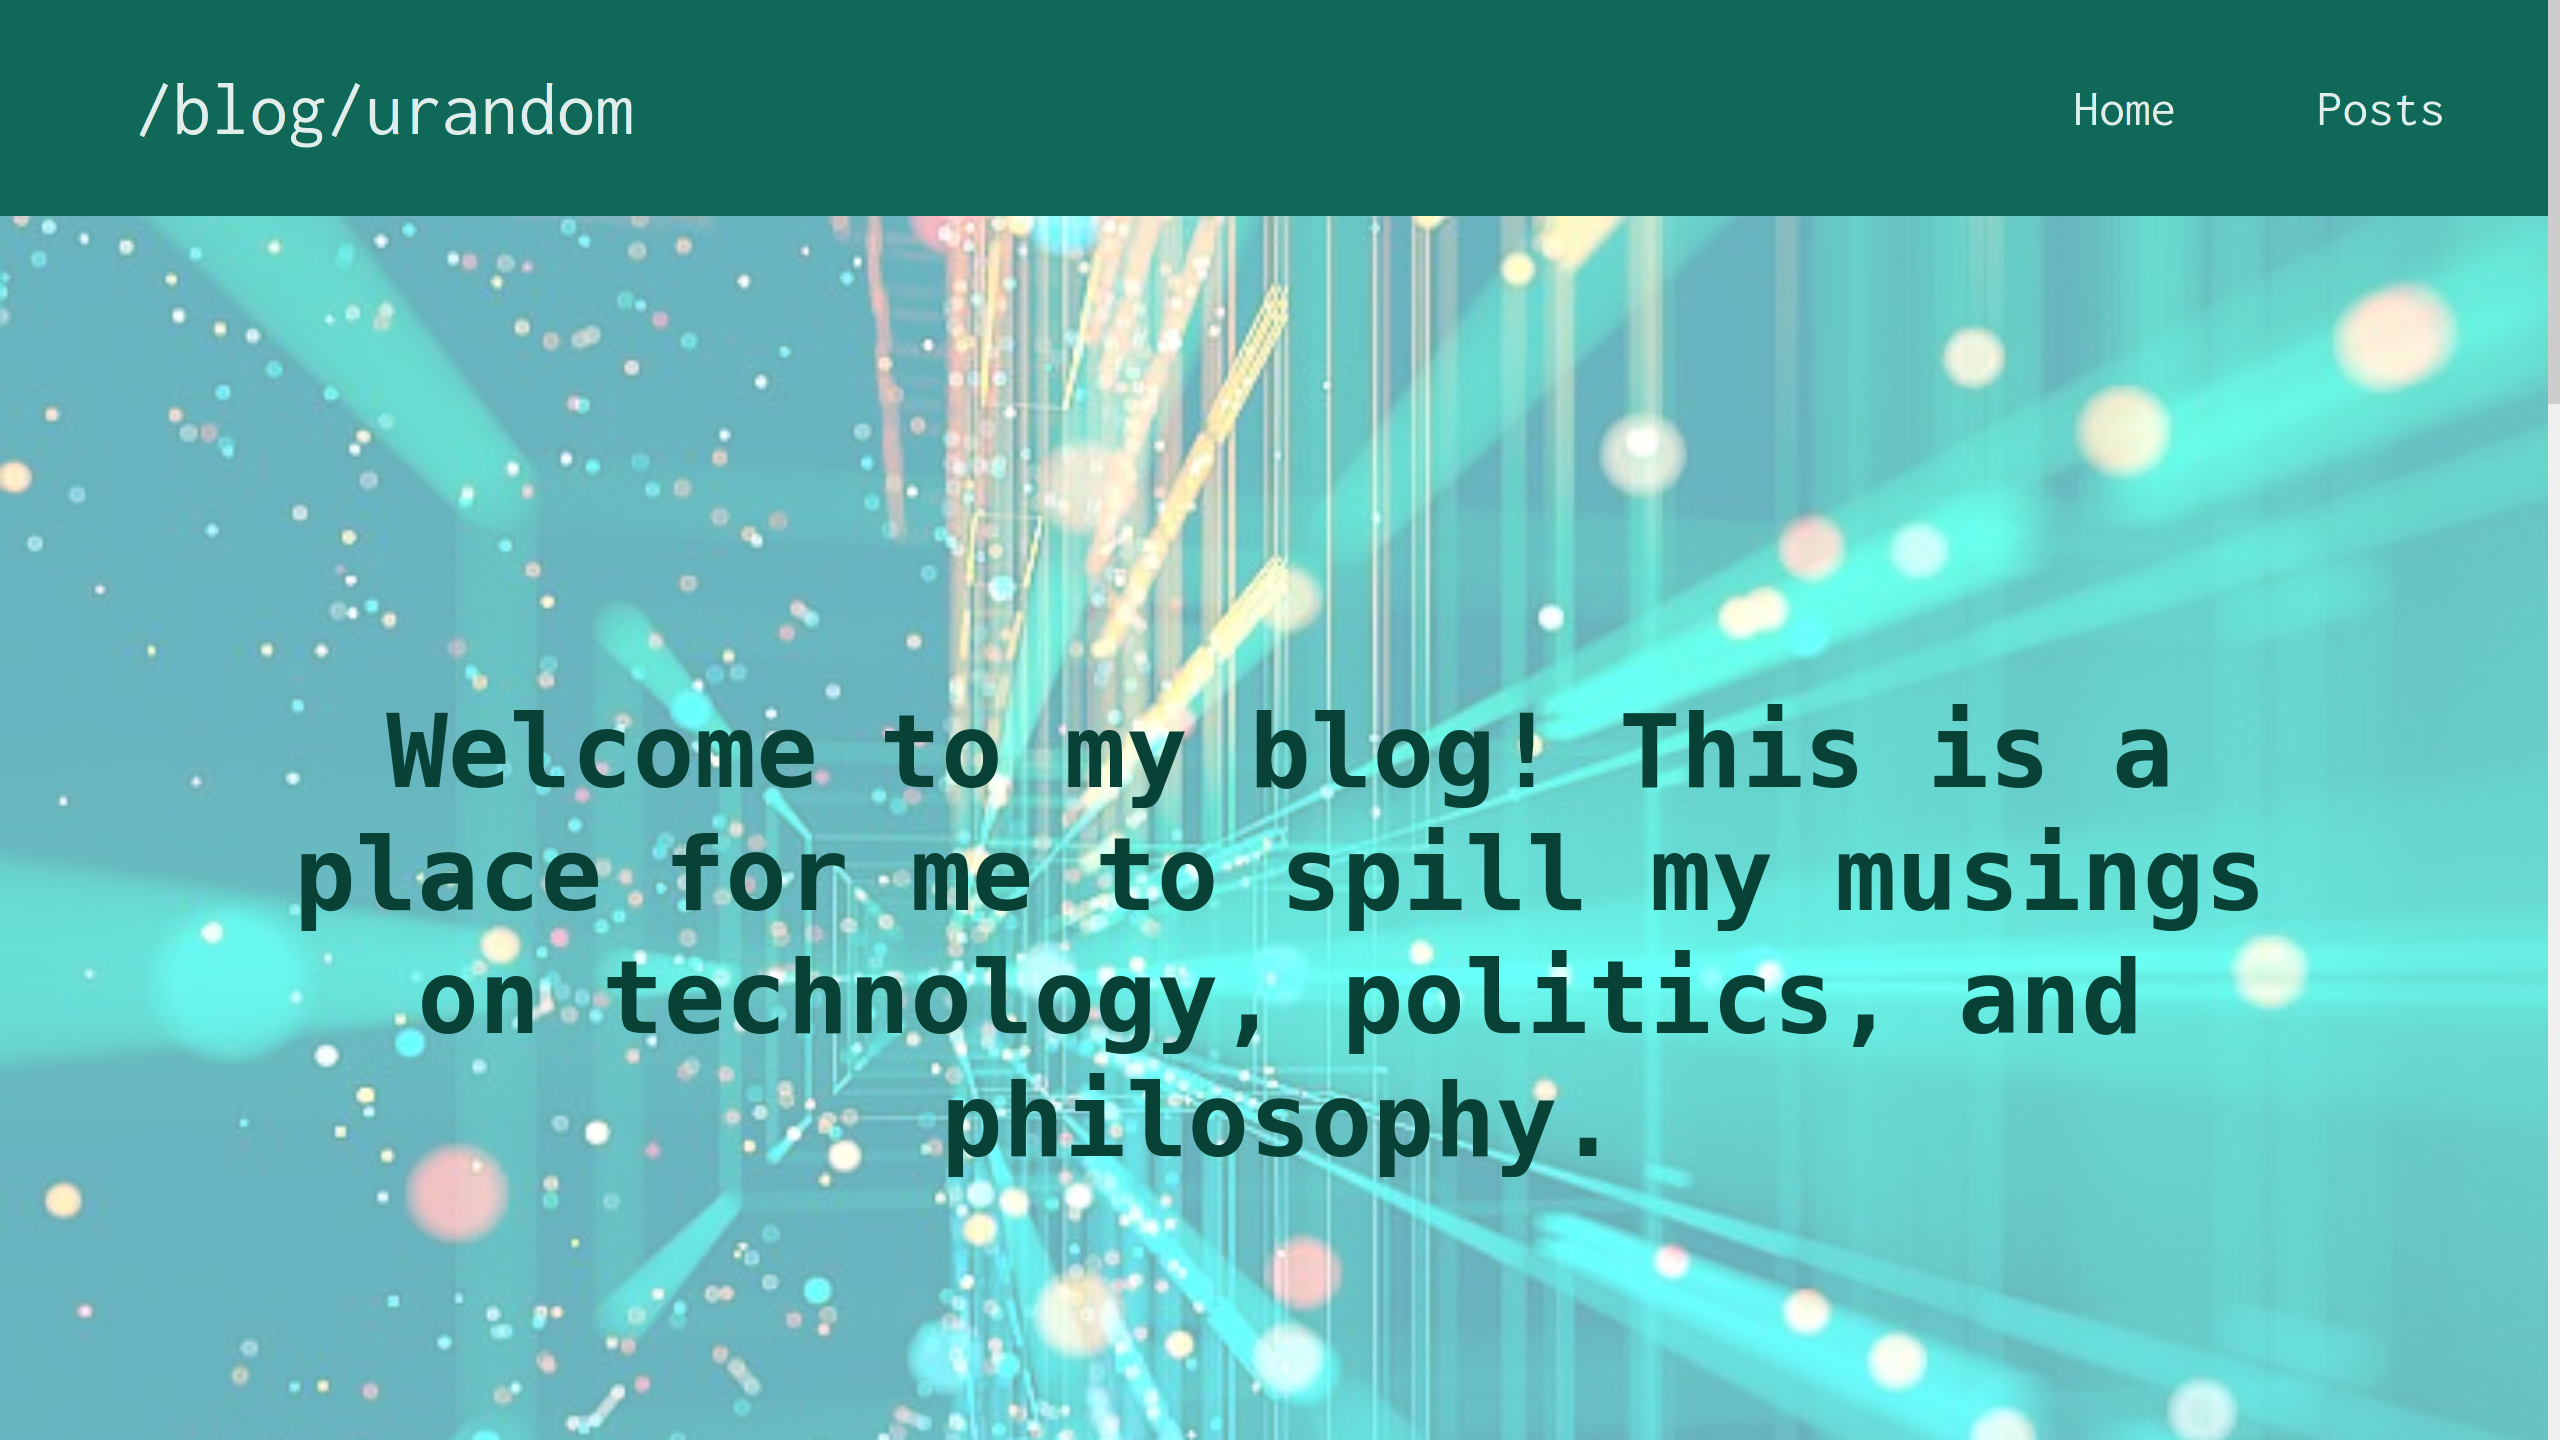 /blog/urandom
Home
Posts
Welcome to my blog! This is a
place for me to spill my musings
on technology, politics, and
philosophy.